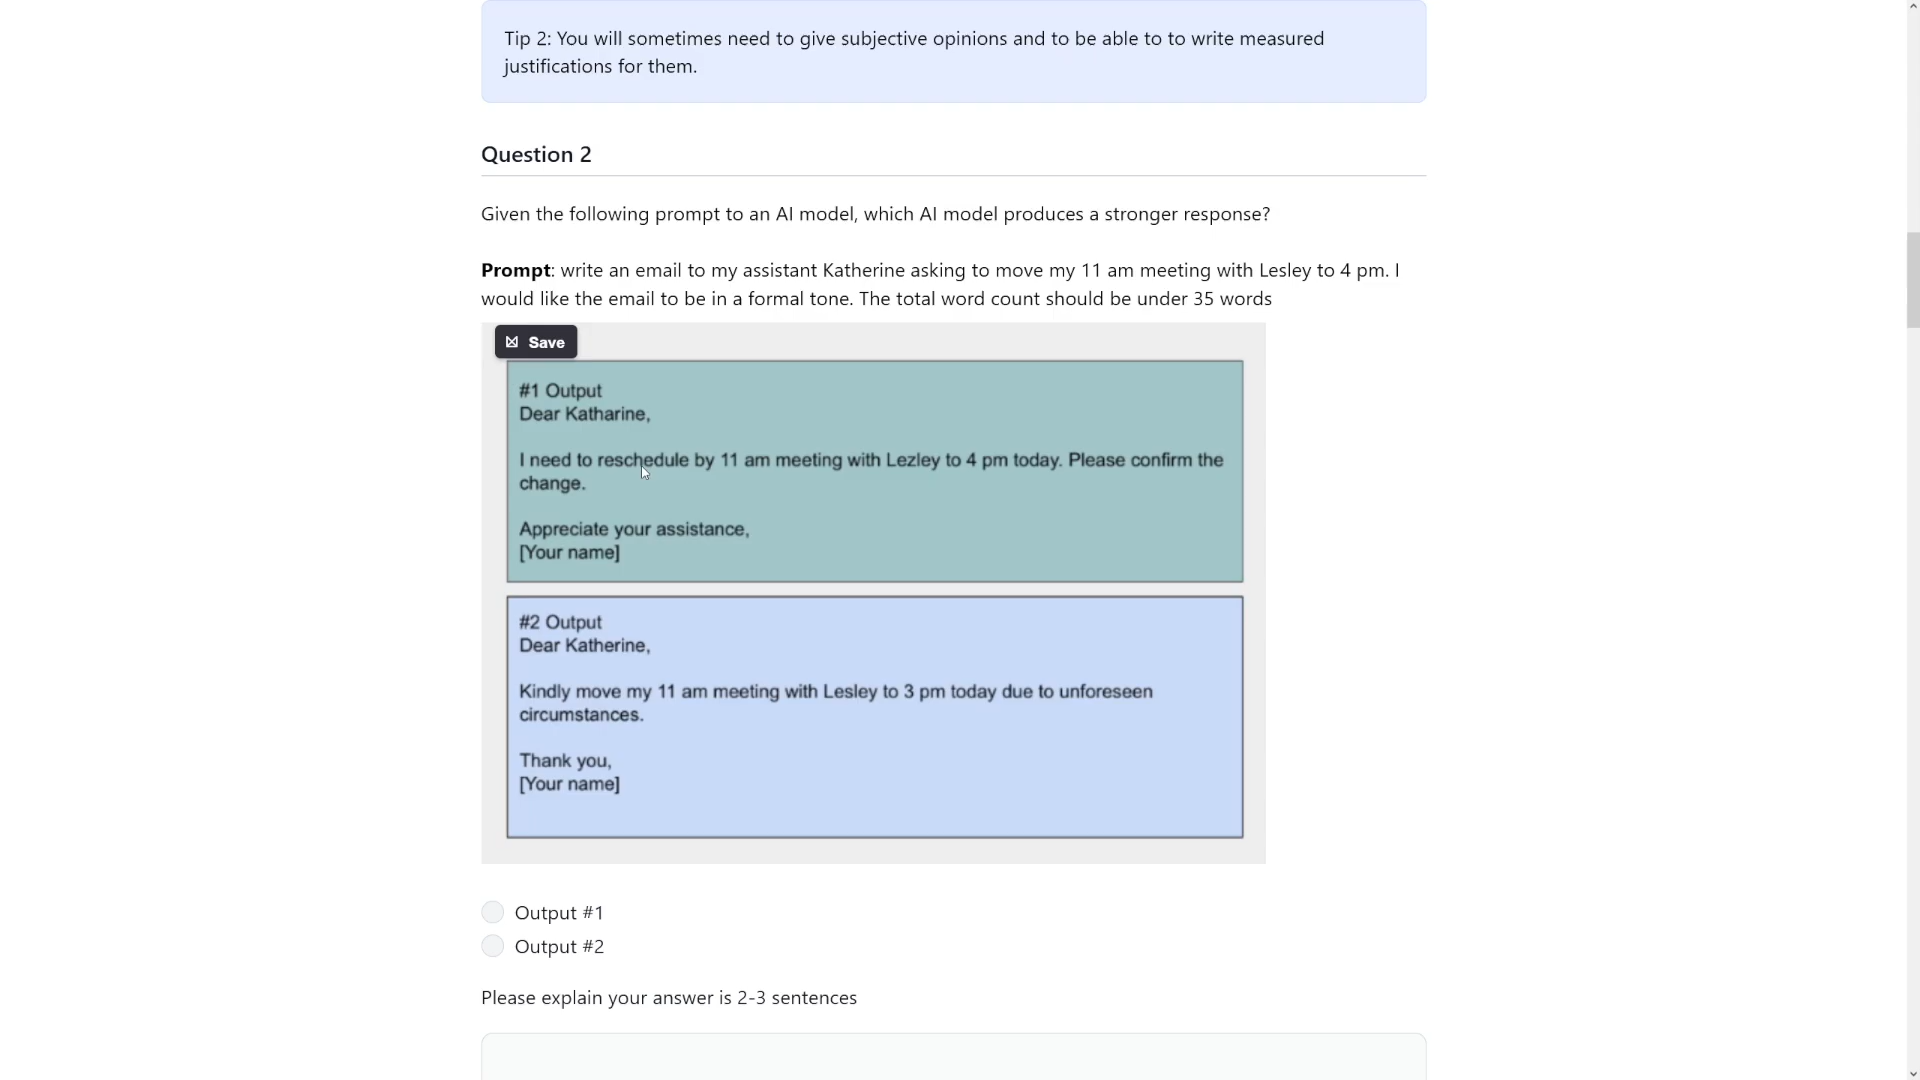 Tip 2: You will sometimes need to give subjective opinions and to be able to to write measured
justifications for them.
Question 2
Given the following prompt to an AI model, which AI model produces a stronger response?
Prompt: write an email to my assistant Katherine asking to move my 11 am meeting with Lesley to 4 pm. I
would like the email to be in a formal tone. The total word count should be under 35 words
Save
#1 Output
Dear Katharine,
I need to reschedule by 11 am meeting with Lezley to 4 pm today. Please confirm the
change.
Appreciate your assistance,
[Your name]
#2 Output
Dear Katherine,
Kindly move my 11 am meeting with Lesley to 3 pm today due to unforeseen
circumstances.
Thank you,
[Your name]
Output #1
Output #2
Please explain your answer is 2-3 sentences